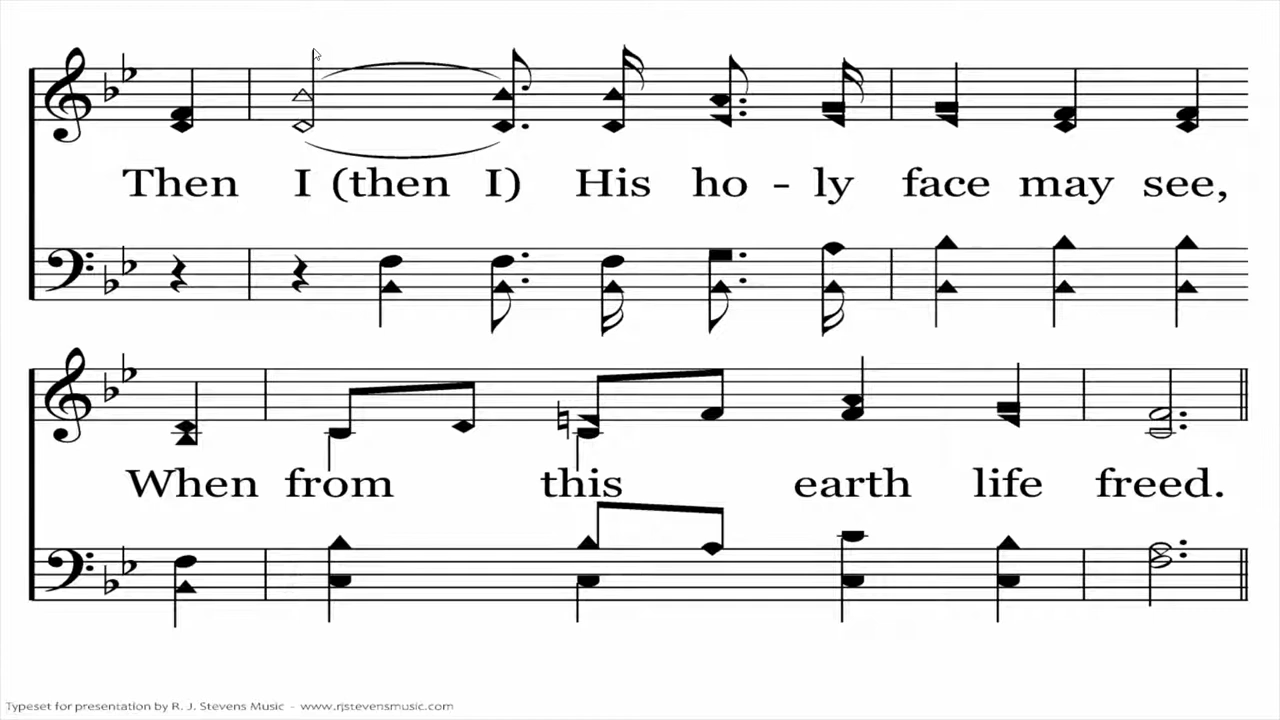 Then I (then I) His ho - ly face may see,
When from this earth life freed.
Typeset for presentation by R. J. Stevens Music - www.rjstevensmusic.com